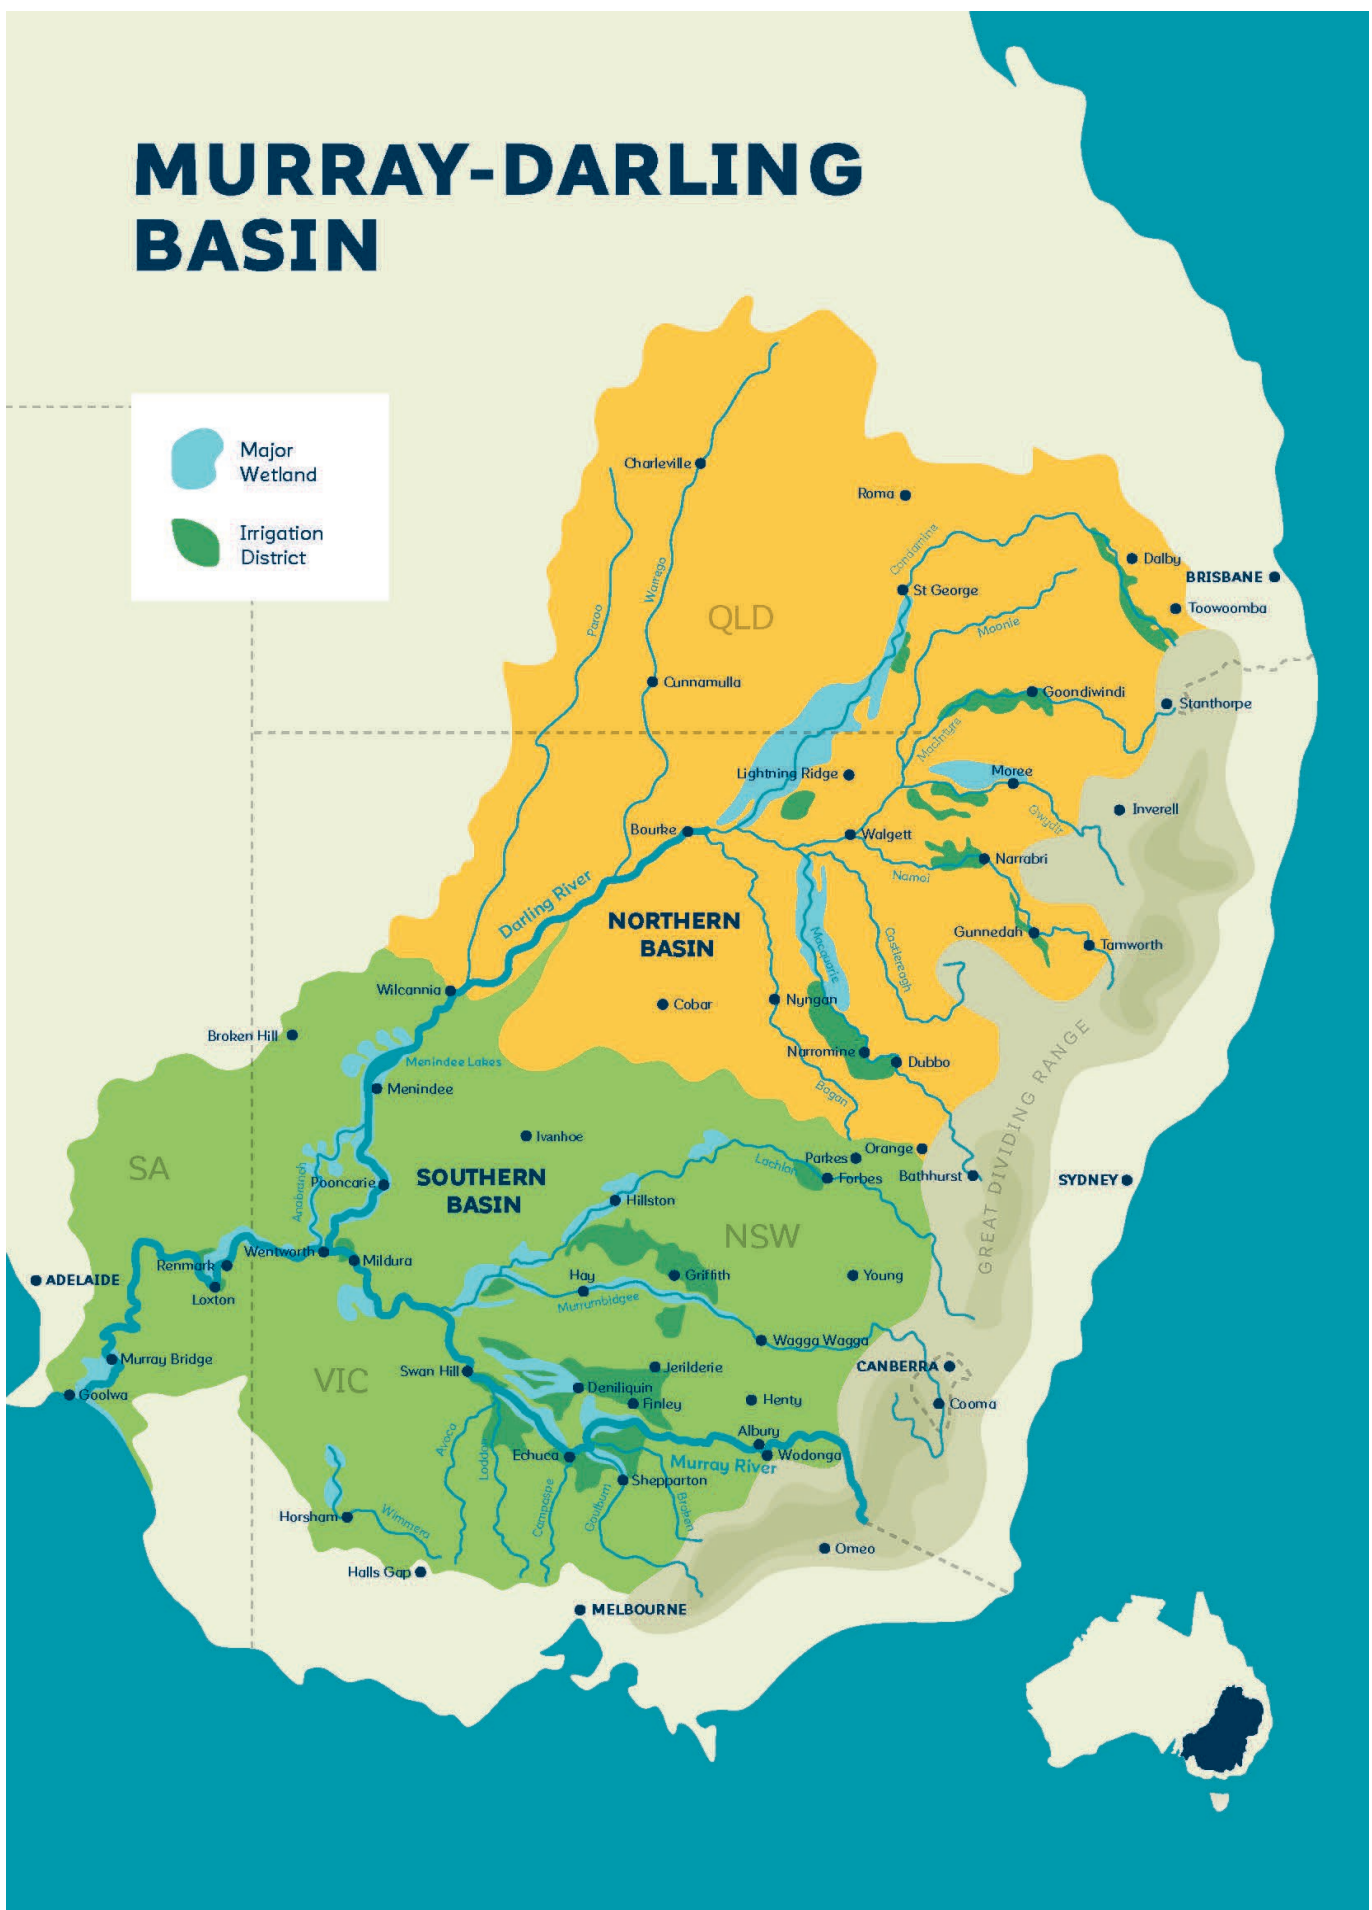 MURRAY-DARLING
BASIN
Major
Wetland
Irrigation
District
Charleville
Roma
Condamine
Dalby
BRISBANE
St George
Toowoomba
Warrego
Paroo
QLD
Moonie
Cunnamulla
Goondiwindi
Stanthorpe
MacIntyre
Lightning Ridge
Moree
Inverell
Gwydir
Bourke
Walgett
Narrabri
Namoi
Darling River
NORTHERN
BASIN
Macquarie
Castlereagh
Gunnedah
Tamworth
Wilcannia
Cobar
Nyngan
Broken Hill
Narromine
Dubbo
Menindee Lakes
Menindee
Bogan
GREAT DIVIDING RANGE
Ivanhoe
Orange
Parkes
SA
Lachlan
Forbes
Bathhurst
SYDNEY
Anabranch
Pooncarie
SOUTHERN
BASIN
Hillston
NSW
Wentworth
Mildura
Renmark
ADELAIDE
Loxton
Hay
Griffith
Young
Murrumbidgee
Wagga Wagga
Murray Bridge
Swan Hill
Jerilderie
CANBERRA
VIC
Deniliquin
Goolwa
Finley
Henty
Cooma
Avoca
Loddon
Albury
Echuca
Wodonga
Murray River
Shepparton
Campaspe
Goulburn
Broken
Horsham
Wimmera
Omeo
Halls Gap
MELBOURNE